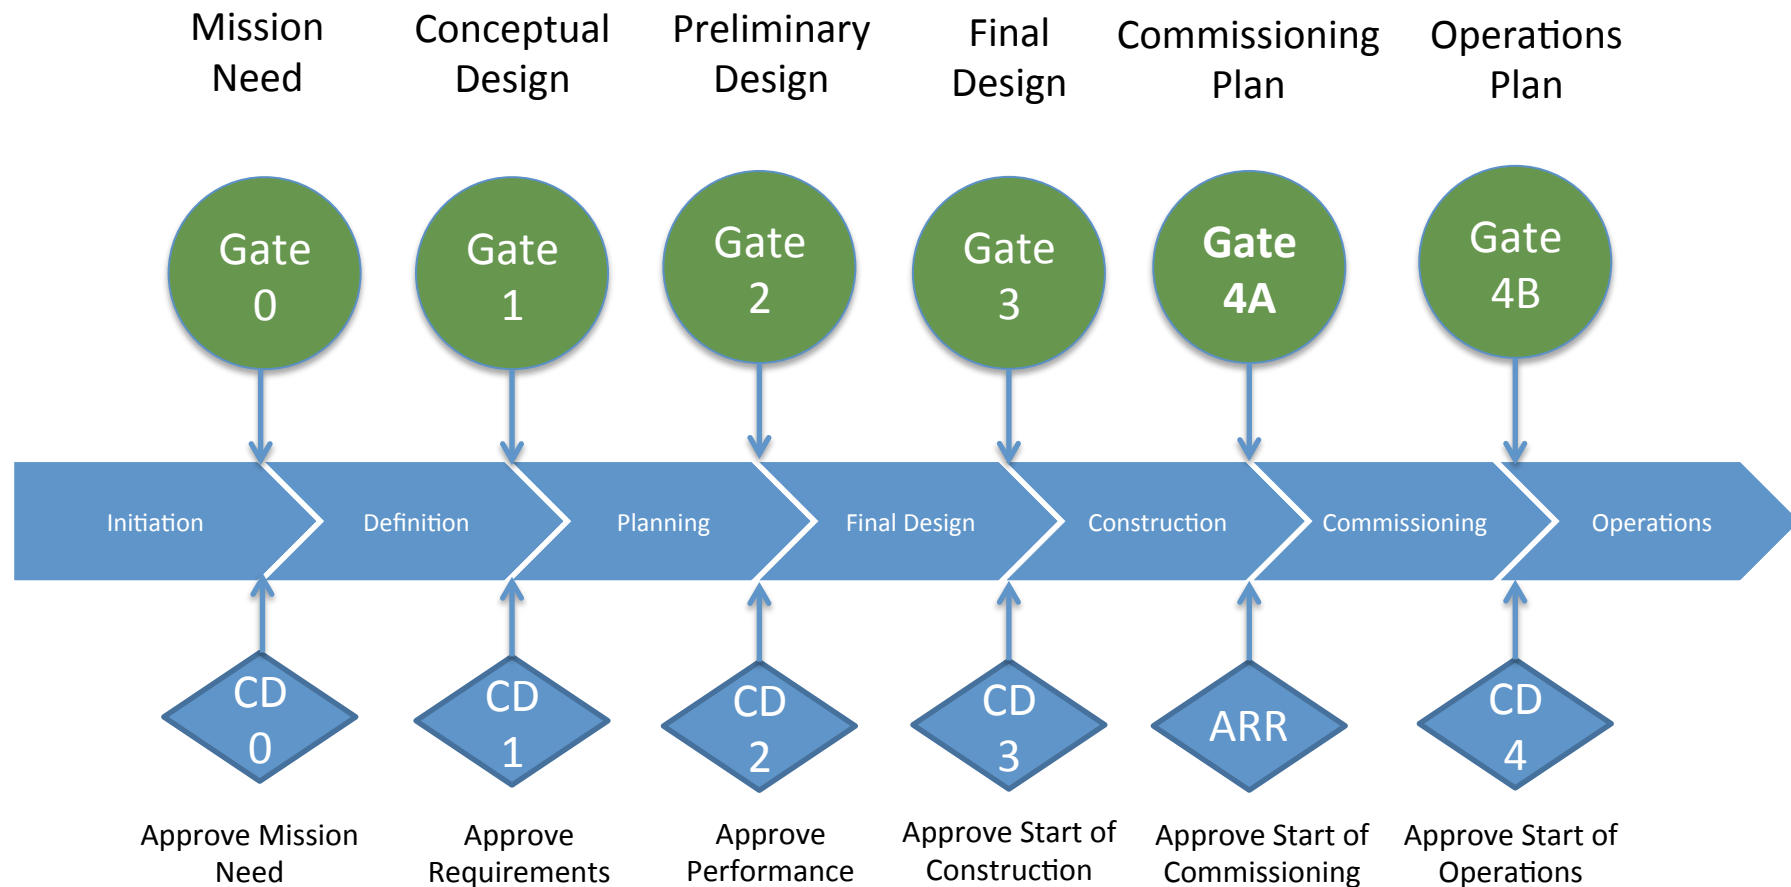 Mission
Need
Conceptual
Design
Preliminary
Design
Final
Design
Commissioning
Plan
Operations
Plan
Gate
0
Gate
1
Gate
2
Gate
3
Gate
4A
Gate
4B
Initiation
Definition
Planning
Final Design
Construction
Commissioning
Operations
CD
0
CD
1
CD
2
CD
3
ARR
CD
4
Approve Mission
Need
Approve
Requirements
Approve
Performance
Approve Start of
Construction
Approve Start of
Commissioning
Approve Start of
Operations